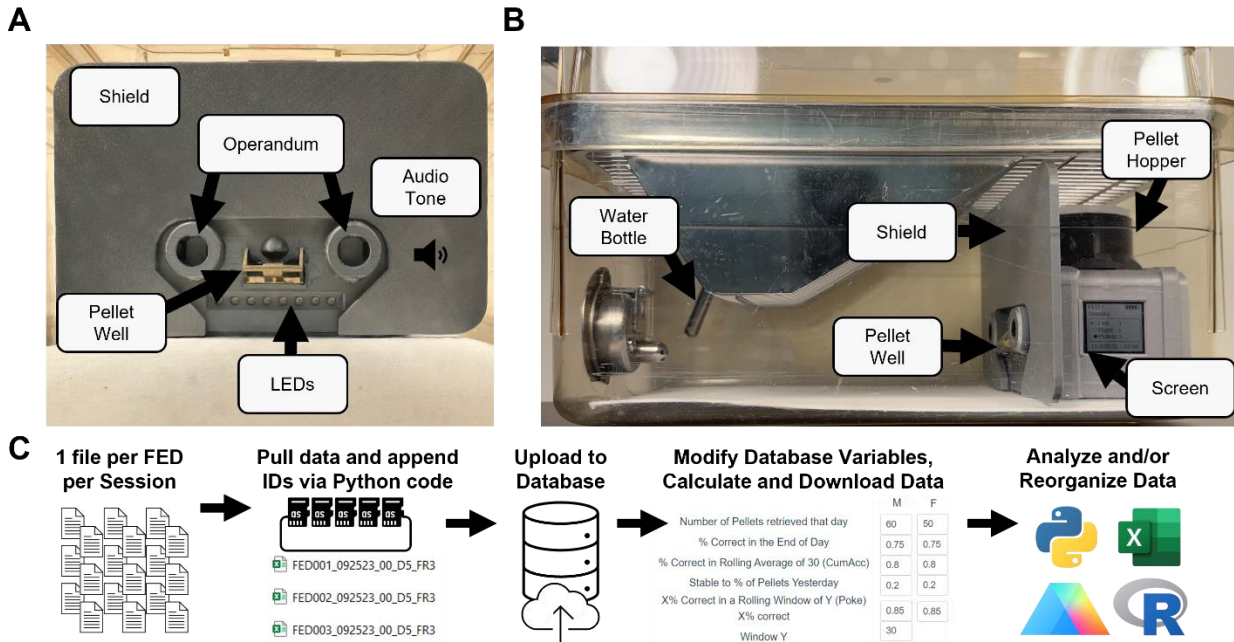 A
Shield
Operandum
Audio
Tone
Pellet
Well
LEDs
B
Pellet
Hopper
Water
Bottle
Shield
Pellet
Well
Screen
C
1 file per FED
per Session
Pull data and append
IDs via Python code
SD SD SD SD SD
FED001_092523_00_D5_FR3
FED002_092523_00_D5_FR3
FED003_092523_00_D5_FR3
Upload to
Database
Modify Database Variables,
Calculate and Download Data
M F
Number of Pellets retrieved that day 60 50
% Correct in the End of Day 0.75 0.75
% Correct in Rolling Average of 30 (CumAcc) 0.8 0.8
Stable to % of Pellets Yesterday 0.2 0.2
X% Correct in a Rolling Window of Y (Poke)
X% correct 0.85 0.85
Window Y 30
Analyze and/or
Reorganize Data
X
R